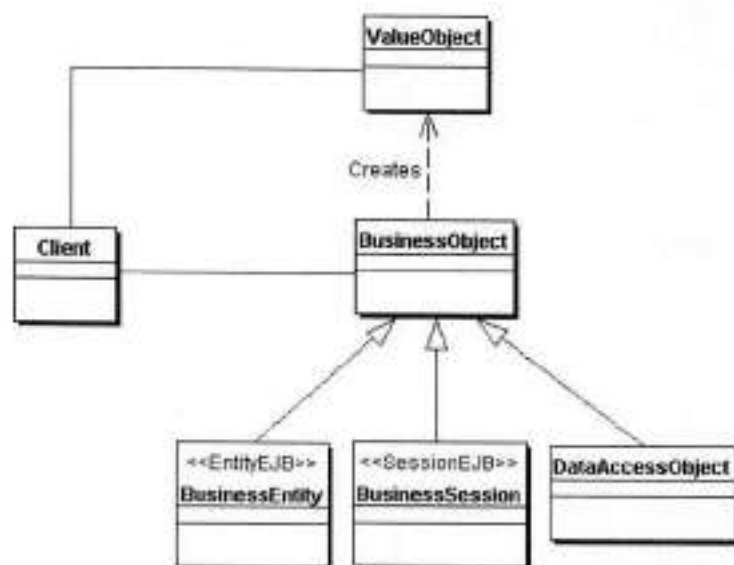 ValueObject
Creates
Client
BusinessObject
<<EntityEJB>>
BusinessEntity
<<SessionEJB>>
BusinessSession
DataAccessObject